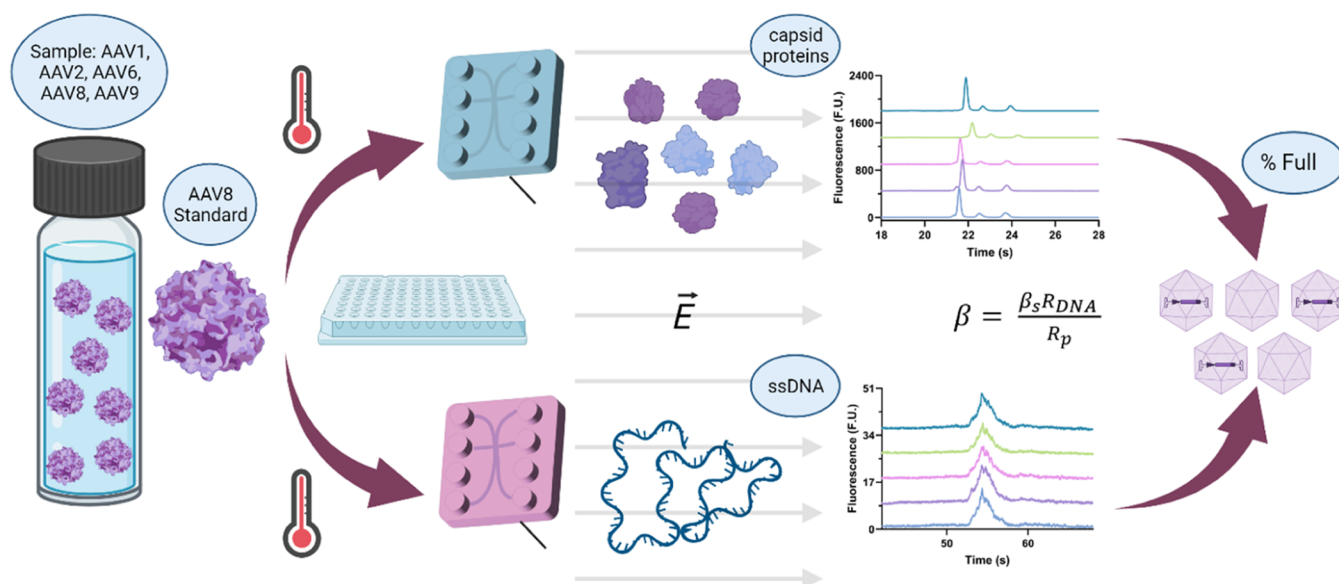 Sample: AAV1,
AAV2, AAV6,
AAV8, AAV9
AAV8
Standard
capsid
proteins
Fluorescence (F.U.)
2400
1600
800
0
18 20 22 24 26 28
Time (s)
% Full
E
β = βsRDNA / Rp
ssDNA
Fluorescence (F.U.)
51
34
17
0
50 60
Time (s)